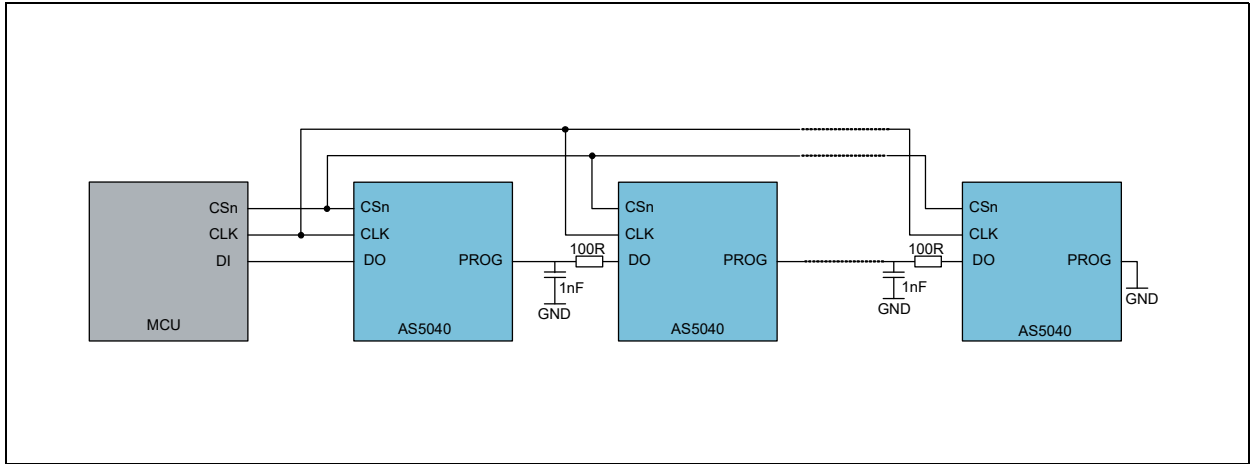 CSn
CLK
DI
MCU
CSn
CLK
DO
PROG
AS5040
100R
1nF
GND
CSn
CLK
DO
PROG
AS5040
100R
1nF
GND
CSn
CLK
DO
PROG
AS5040
GND